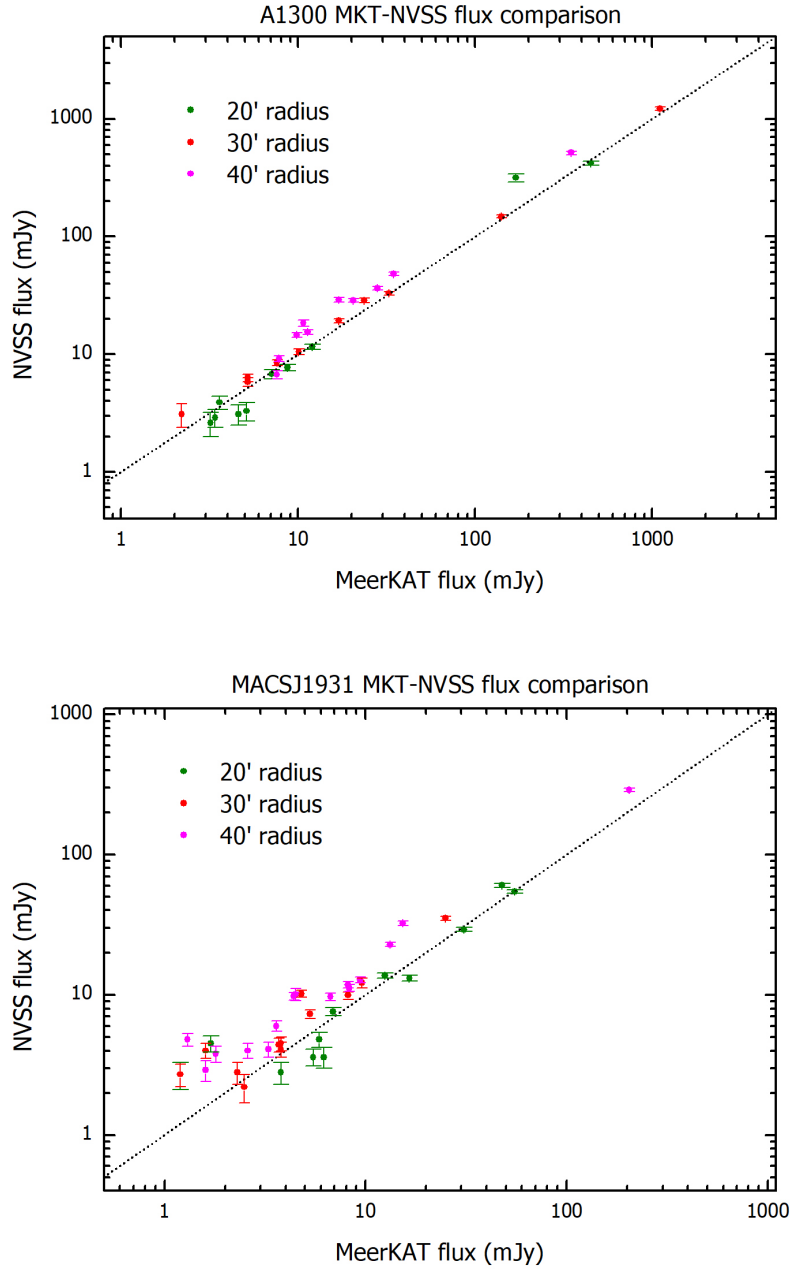 A1300 MKT-NVSS flux comparison
20' radius
30' radius
40' radius
1000
100
10
1
NVSS flux (mJy)
1 10 100 1000
MeerKAT flux (mJy)
MACSJ1931 MKT-NVSS flux comparison
1000
20' radius
30' radius
40' radius
100
10
1
NVSS flux (mJy)
1 10 100 1000
MeerKAT flux (mJy)